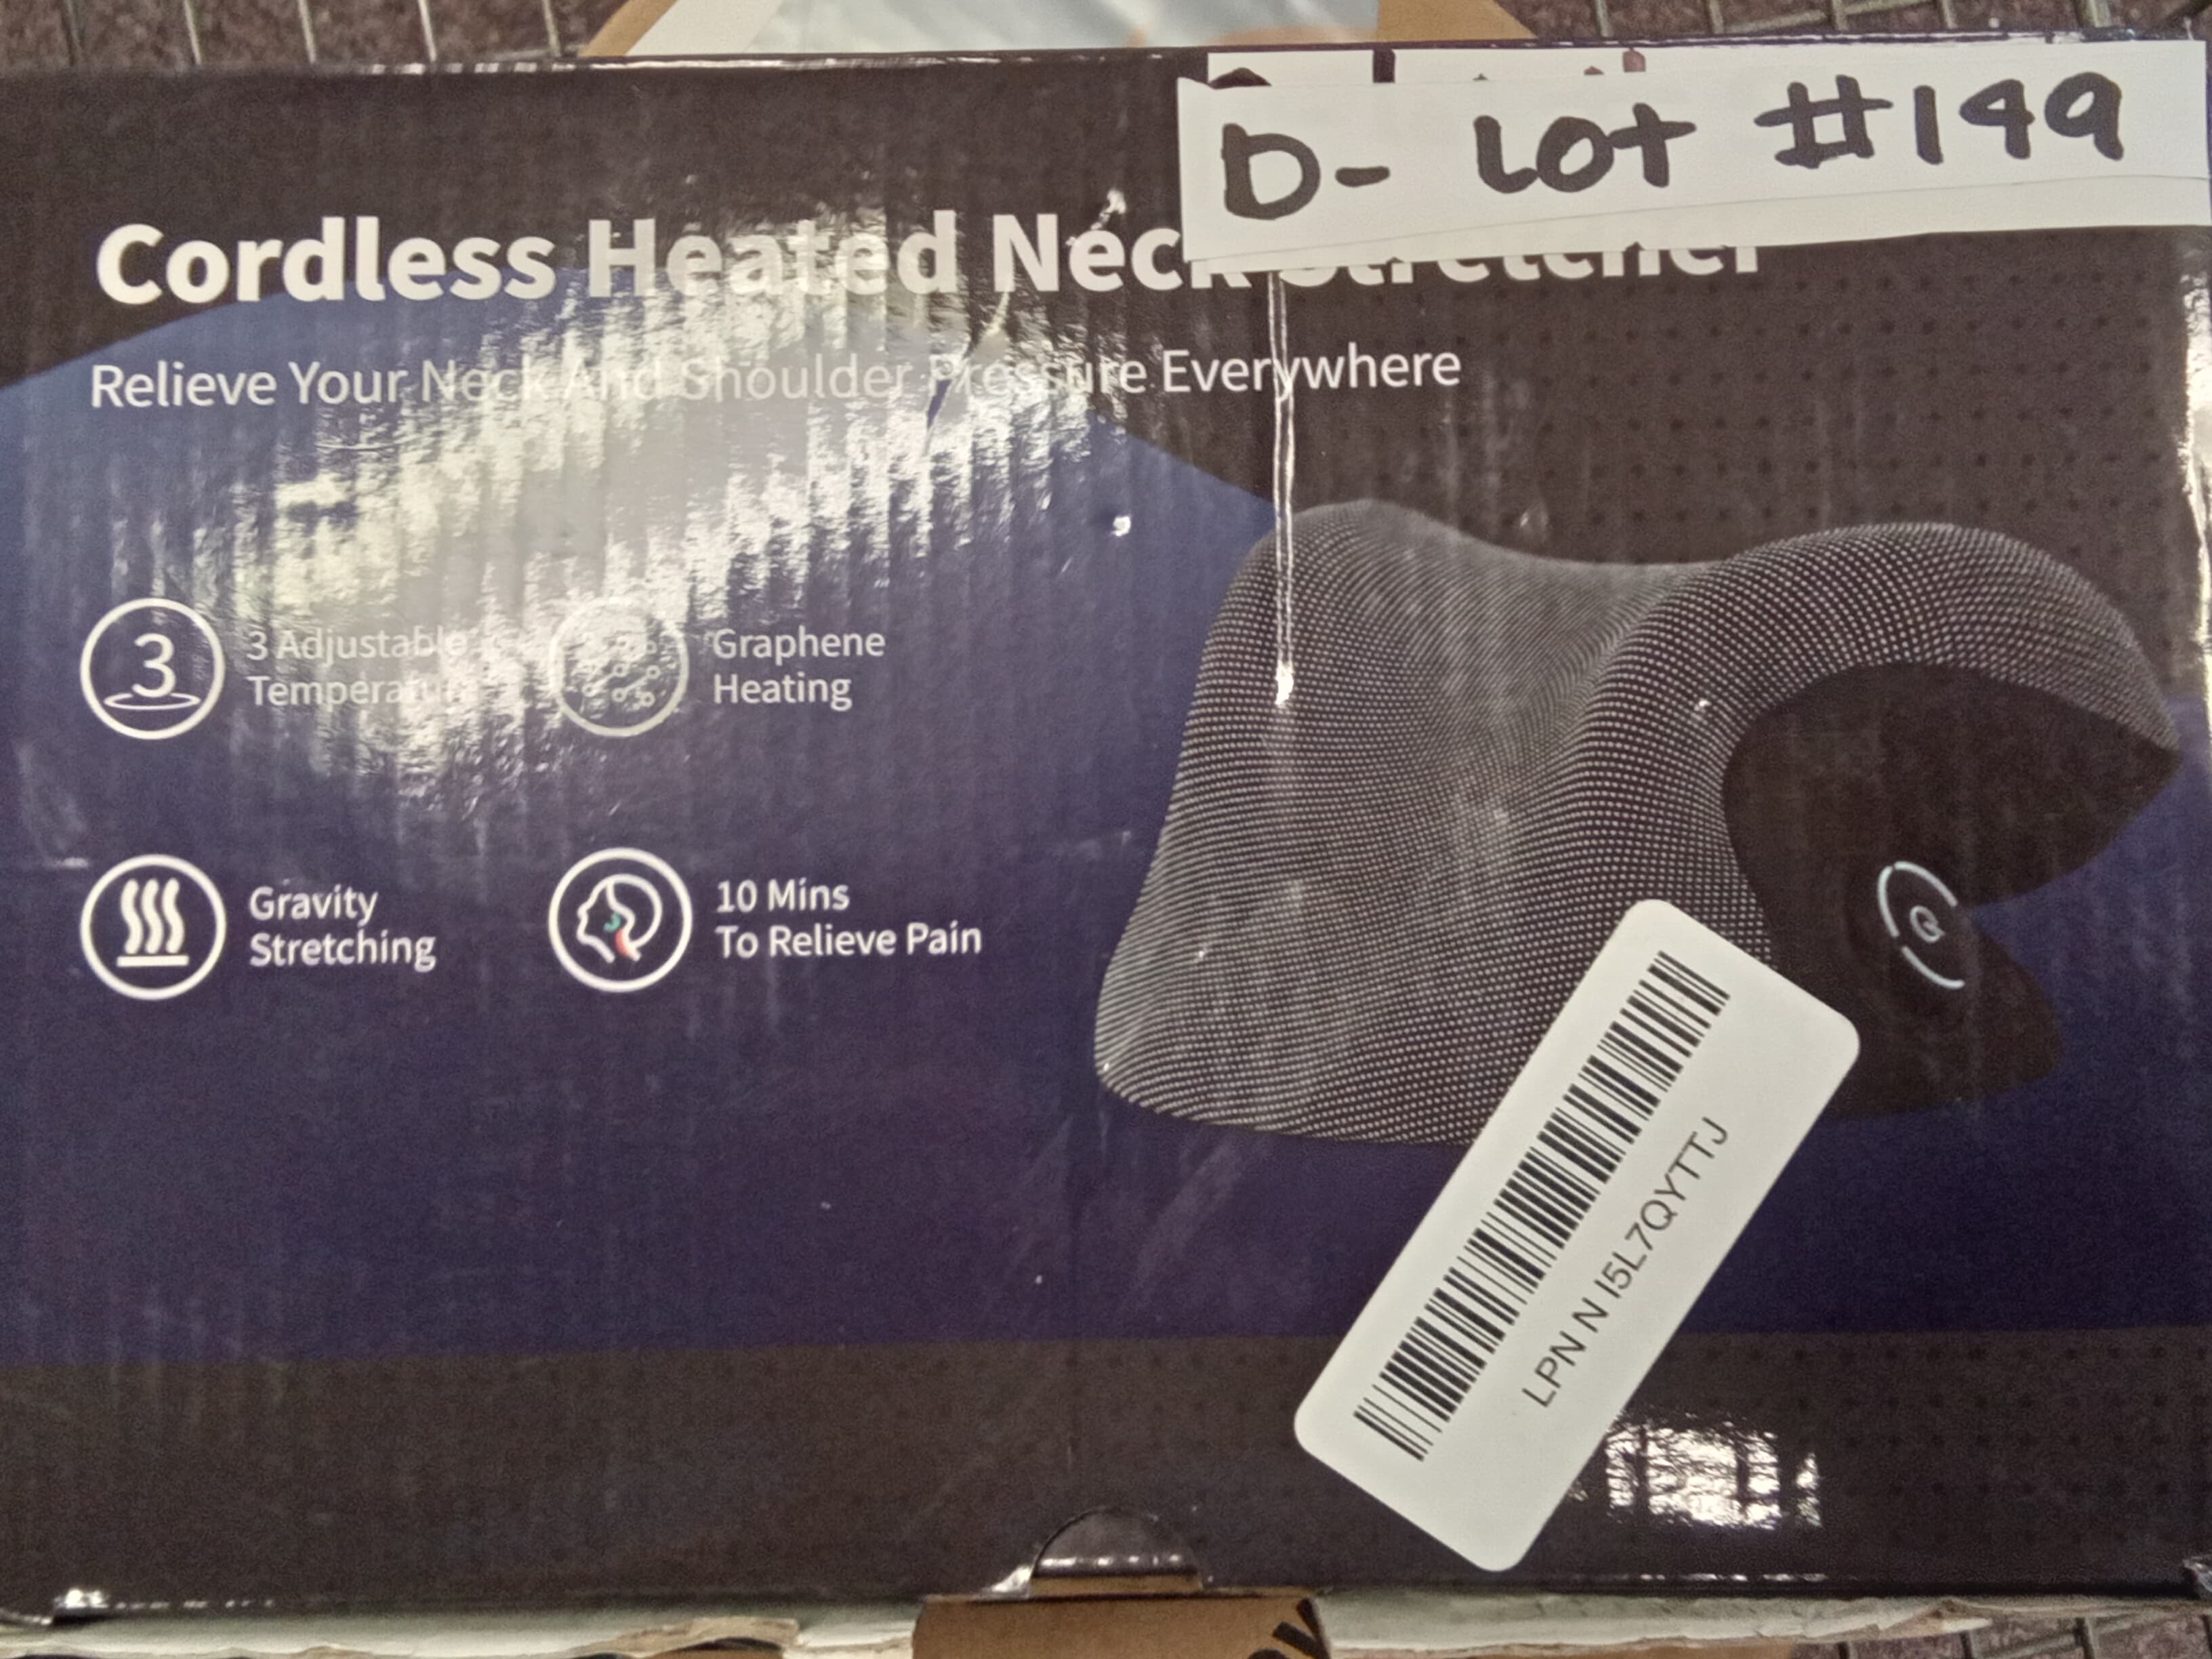 D- Lot #149
Cordless Heated Neck Stretcher
Relieve Your Neck And Shoulder Pressure Everywhere
3
3 Adjustable
Temperature
Graphene
Heating
Gravity
Stretching
10 Mins
To Relieve Pain
LPN N I5L7QYTTJ